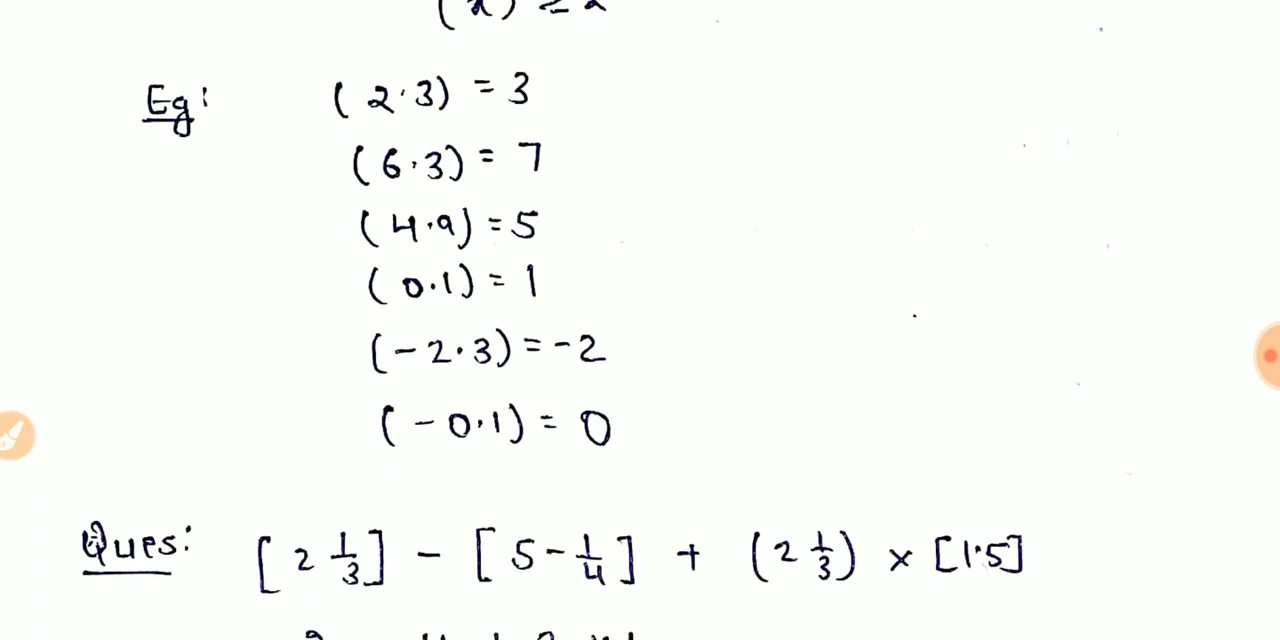 (x) = x
Eg:
(2.3) = 3
(6.3) = 7
(4.9) = 5
(0.1) = 1
(-2.3) = -2
(-0.1) = 0
Ques: [2 1/3] - [5 - 1/4] + (2 1/3) × [1.5]